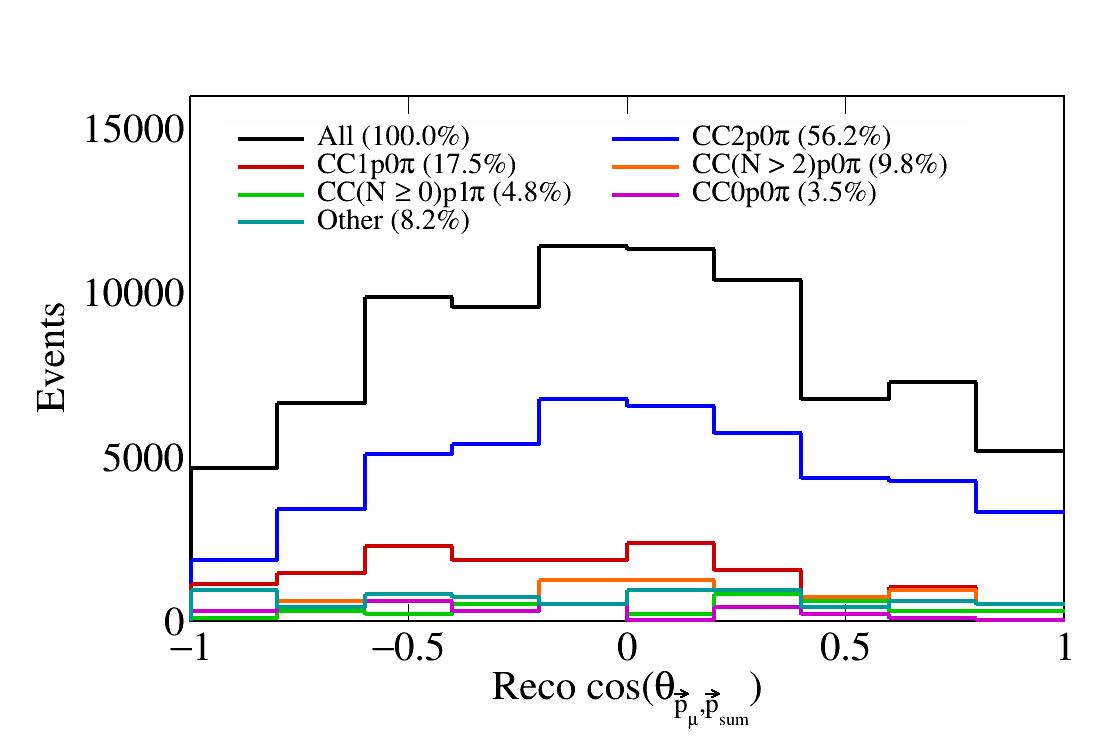 15000
10000
5000
0
Events
All (100.0%)
CC2p0π (56.2%)
CC1p0π (17.5%)
CC(N > 2)p0π (9.8%)
CC(N ≥ 0)p1π (4.8%)
CC0p0π (3.5%)
Other (8.2%)
−1 −0.5 0 0.5 1
Reco cos(θp⃗μ,p⃗sum)